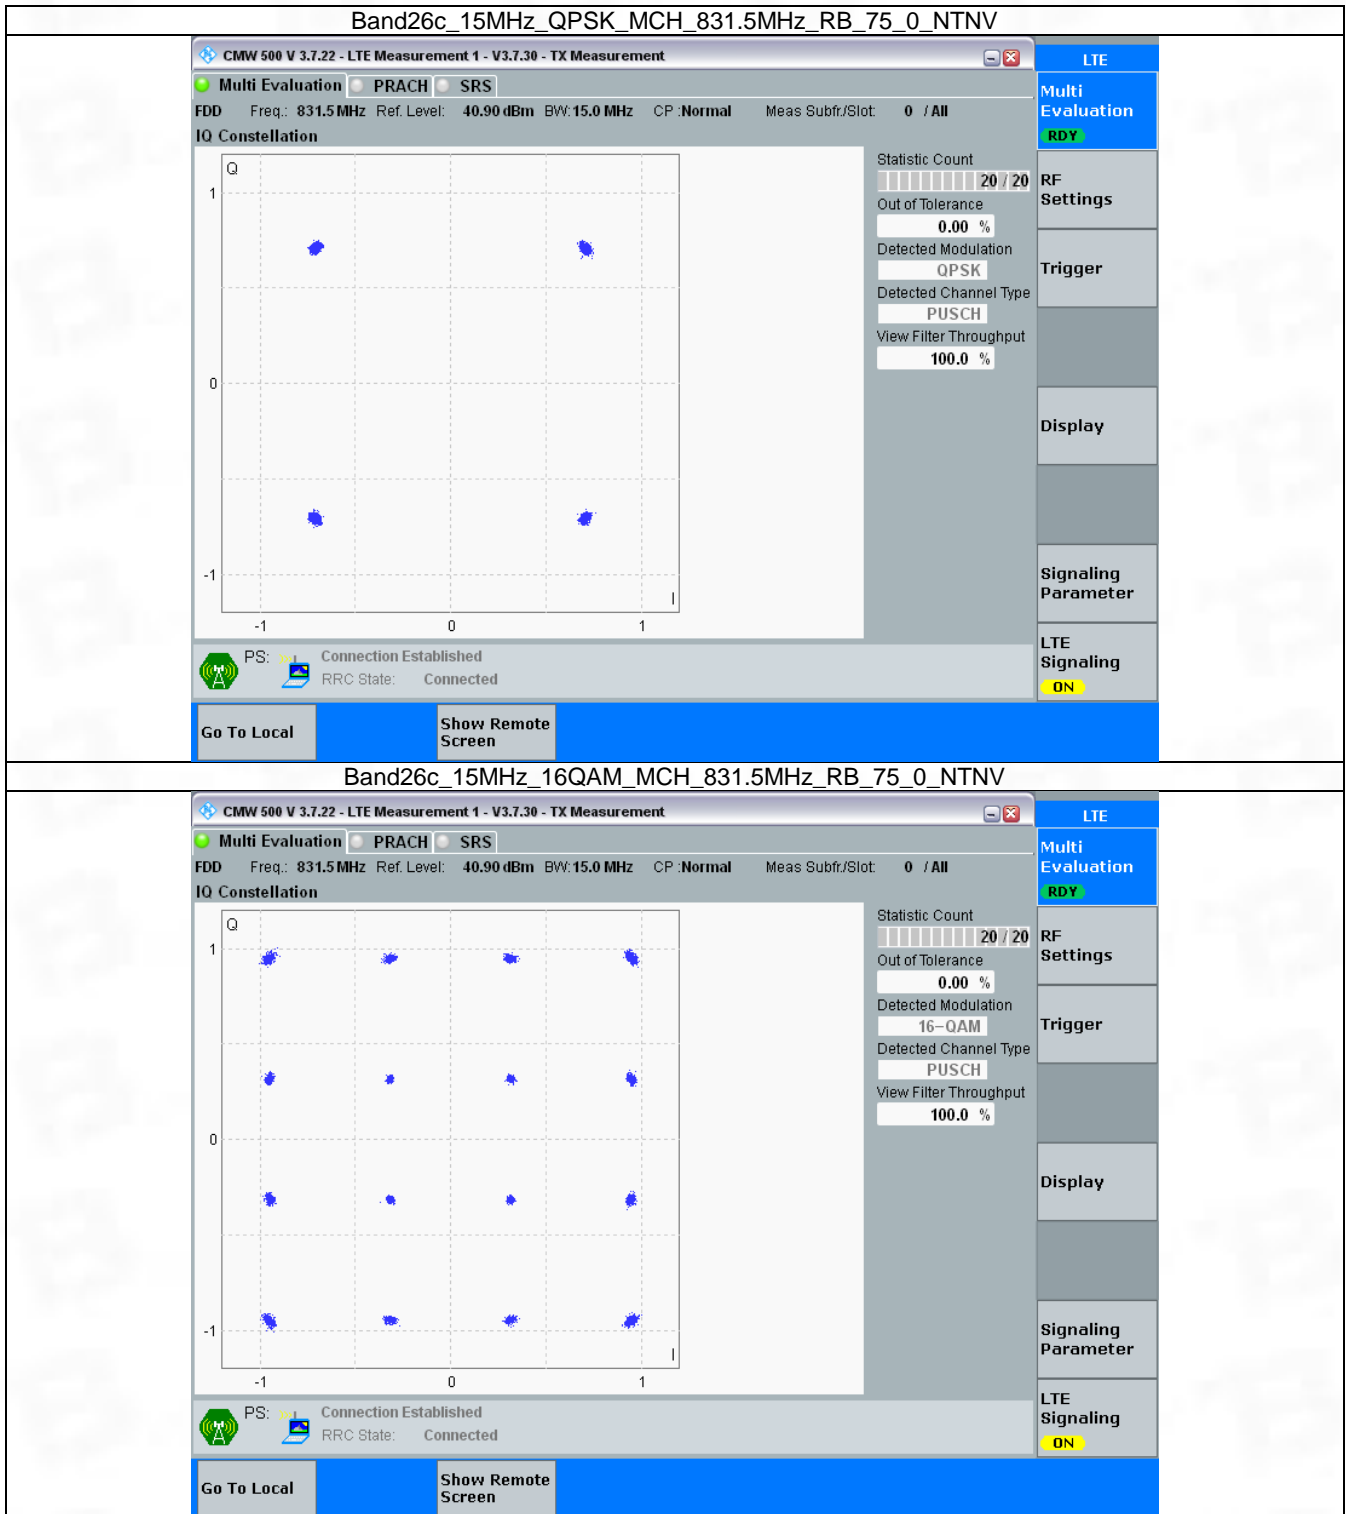 Band26c_15MHz_QPSK_MCH_831.5MHz_RB_75_0_NTNV
CMW 500 V 3.7.22 - LTE Measurement 1 - V3.7.30 - TX Measurement
LTE
Multi Evaluation PRACH SRS
Multi
Evaluation
RDY
FDD Freq.: 831.5 MHz Ref. Level: 40.90 dBm BW: 15.0 MHz CP : Normal Meas Subfr./Slot: 0 / All
IQ Constellation
Q
1
0
-1
I
-1 0 1
Statistic Count
20 / 20
Out of Tolerance
0.00 %
Detected Modulation
QPSK
Detected Channel Type
PUSCH
View Filter Throughput
100.0 %
RF
Settings
Trigger
Display
Signaling
Parameter
LTE
Signaling
ON
PS: Connection Established
RRC State: Connected
Go To Local
Show Remote
Screen
Band26c_15MHz_16QAM_MCH_831.5MHz_RB_75_0_NTNV
CMW 500 V 3.7.22 - LTE Measurement 1 - V3.7.30 - TX Measurement
LTE
Multi Evaluation PRACH SRS
Multi
Evaluation
RDY
FDD Freq.: 831.5 MHz Ref. Level: 40.90 dBm BW: 15.0 MHz CP : Normal Meas Subfr./Slot: 0 / All
IQ Constellation
Q
1
0
-1
I
-1 0 1
Statistic Count
20 / 20
Out of Tolerance
0.00 %
Detected Modulation
16-QAM
Detected Channel Type
PUSCH
View Filter Throughput
100.0 %
RF
Settings
Trigger
Display
Signaling
Parameter
LTE
Signaling
ON
PS: Connection Established
RRC State: Connected
Go To Local
Show Remote
Screen